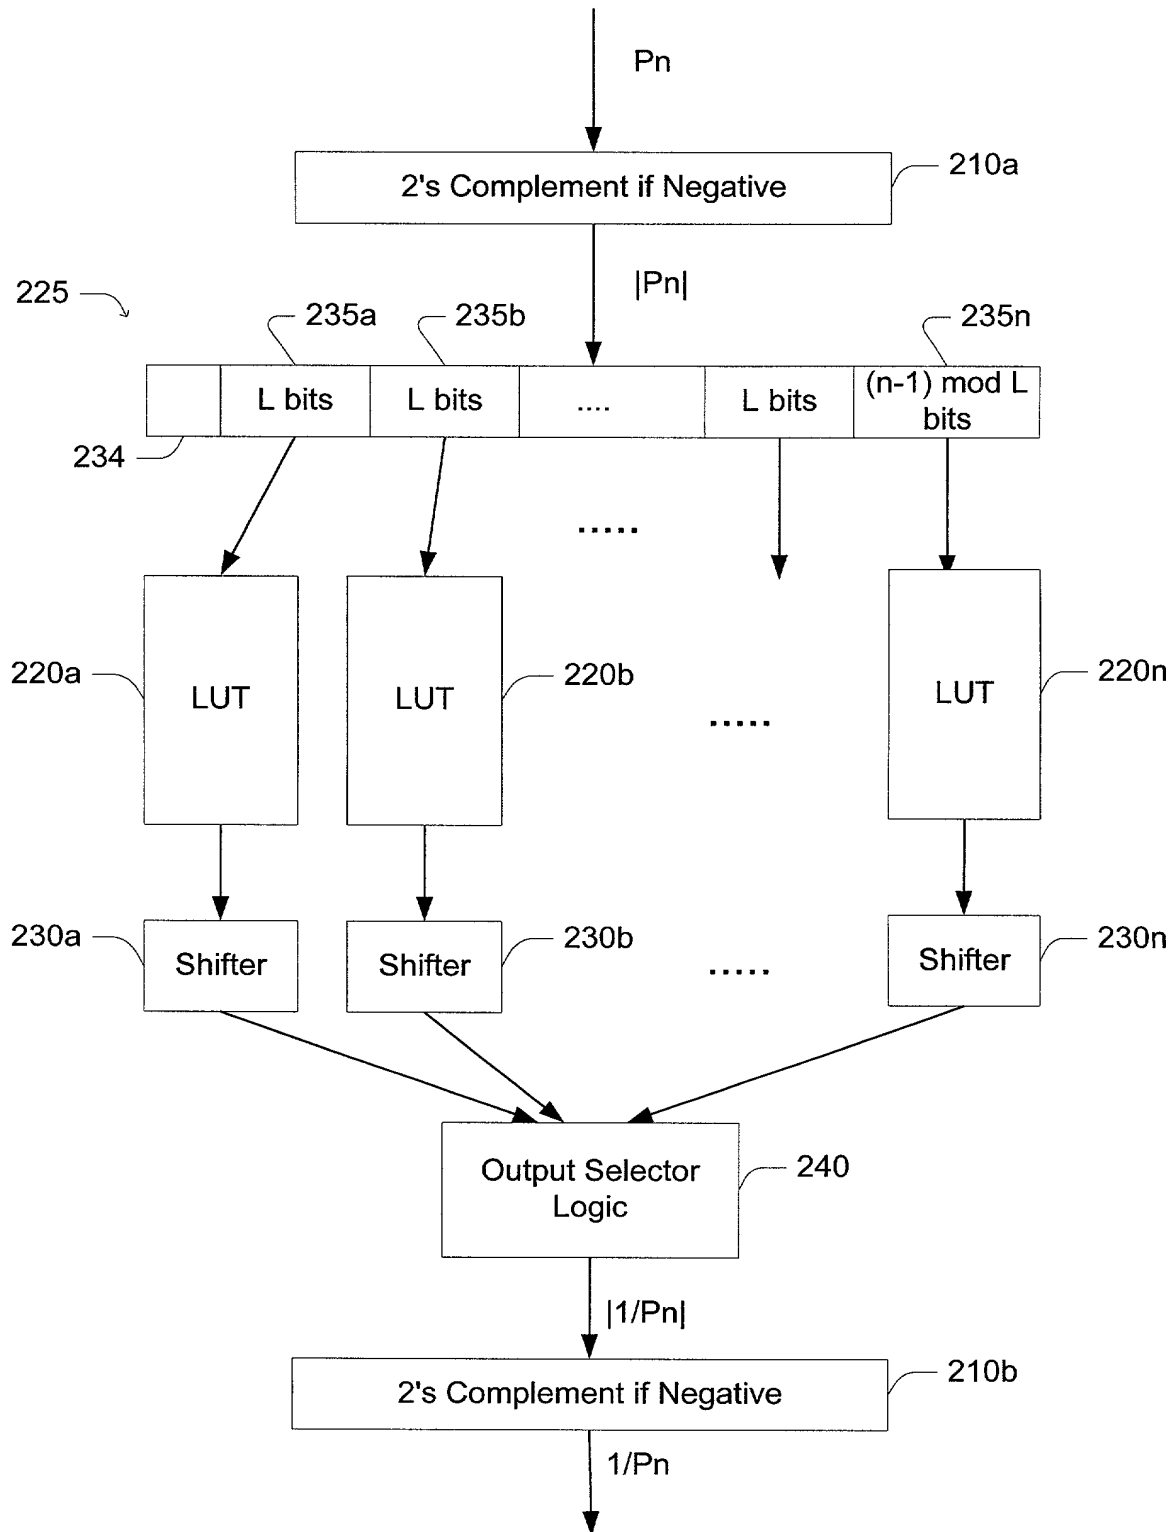 Pn
2's Complement if Negative
210a
|Pn|
225
235a
235b
235n
L bits
L bits
....
L bits
(n-1) mod L
bits
234
.....
LUT
LUT
LUT
220a
220b
.....
220n
230a
Shifter
Shifter
230b
.....
Shifter
230n
Output Selector
Logic
240
|1/Pn|
2's Complement if Negative
210b
1/Pn